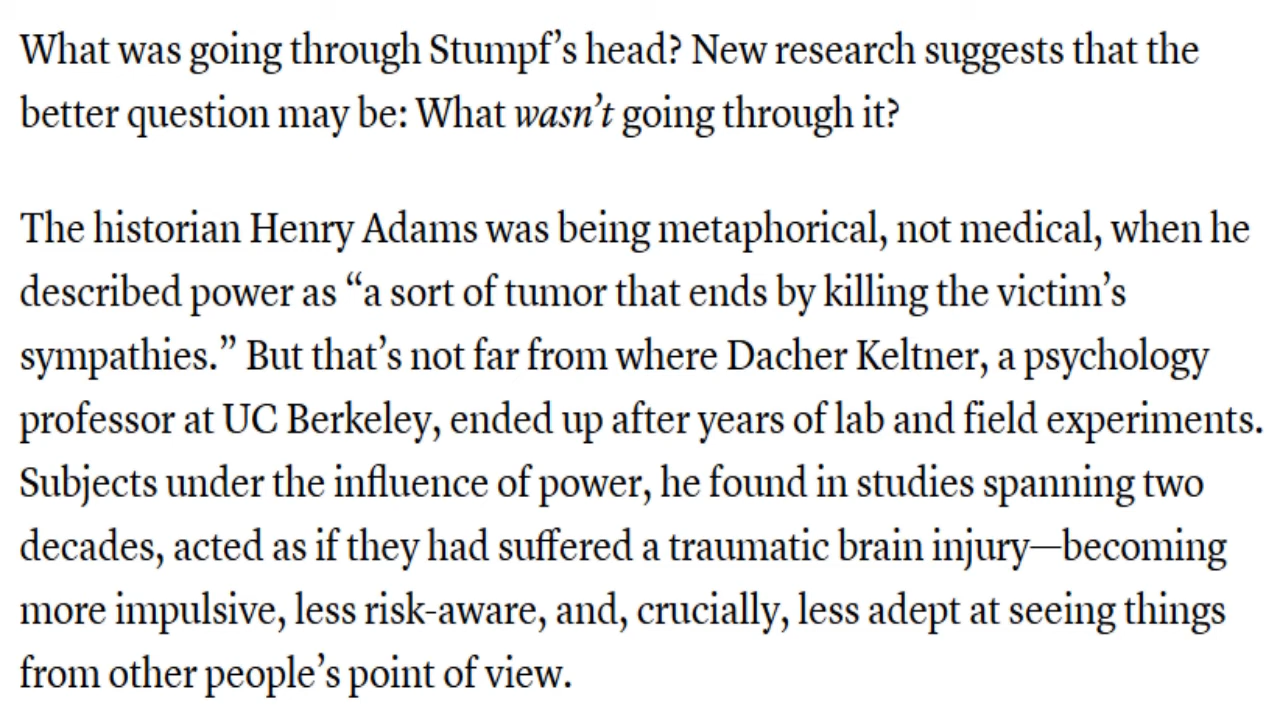 What was going through Stumpf’s head? New research suggests that the
better question may be: What wasn’t going through it?
The historian Henry Adams was being metaphorical, not medical, when he
described power as “a sort of tumor that ends by killing the victim’s
sympathies.” But that’s not far from where Dacher Keltner, a psychology
professor at UC Berkeley, ended up after years of lab and field experiments.
Subjects under the influence of power, he found in studies spanning two
decades, acted as if they had suffered a traumatic brain injury—becoming
more impulsive, less risk-aware, and, crucially, less adept at seeing things
from other people’s point of view.